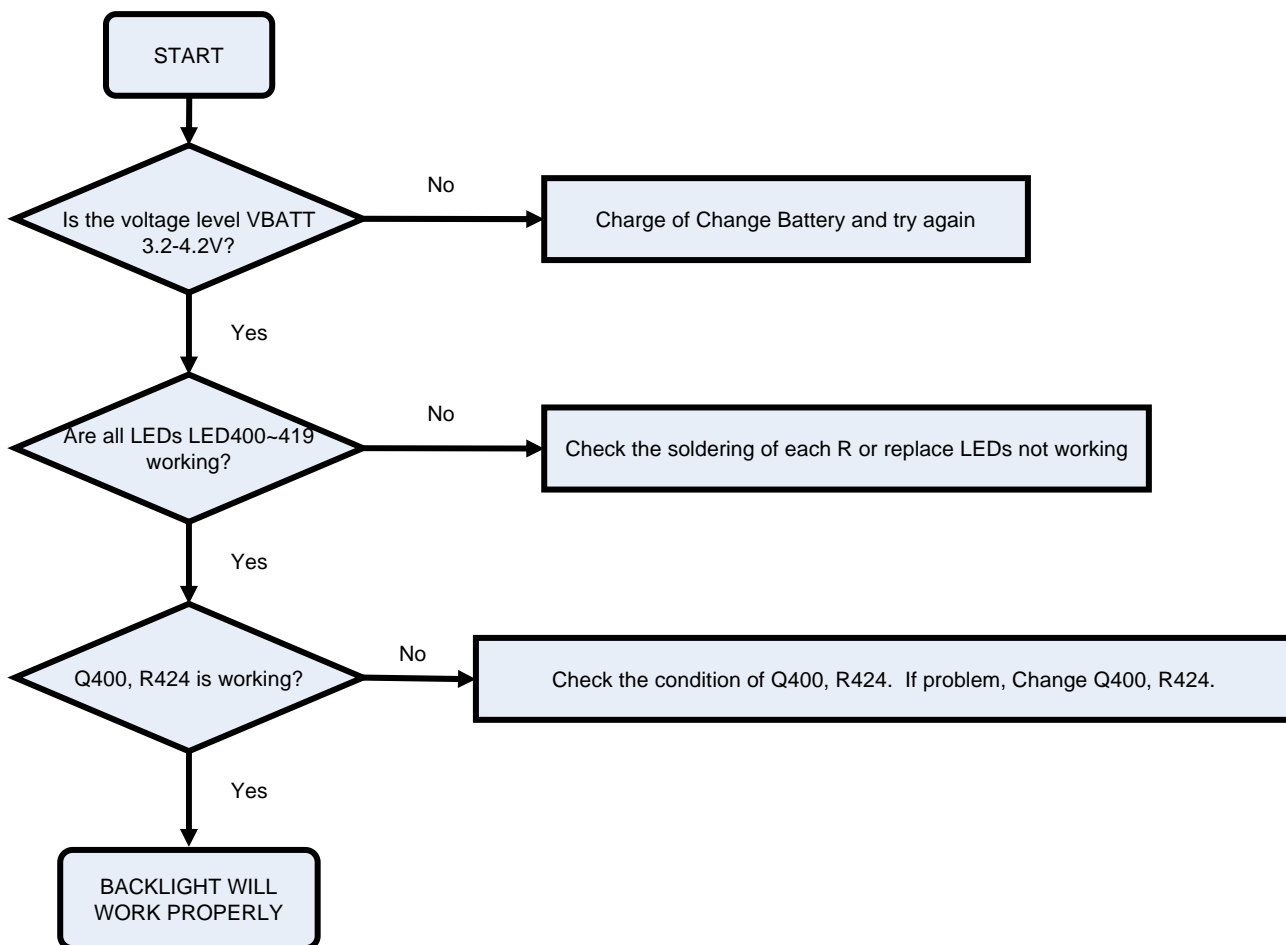 START
Is the voltage level VBATT
3.2-4.2V?
No
Charge of Change Battery and try again
Yes
Are all LEDs LED400~419
working?
No
Check the soldering of each R or replace LEDs not working
Yes
Q400, R424 is working?
No
Check the condition of Q400, R424.  If problem, Change Q400, R424.
Yes
BACKLIGHT WILL
WORK PROPERLY